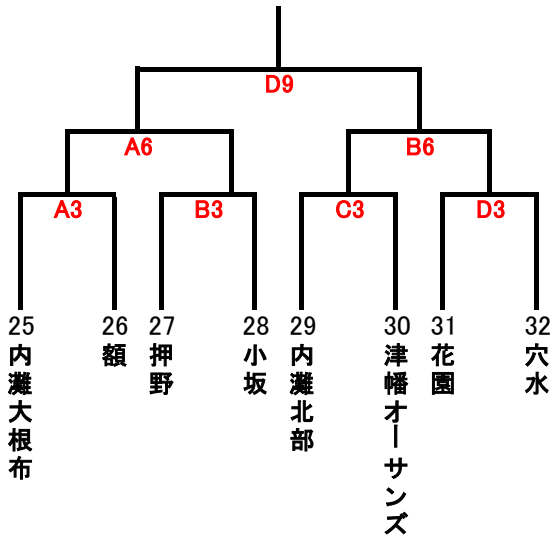 D9
A6
B6
A3
B3
C3
D3
25
26
27
28
29
30
31
32
内灘大根布
額
押野
小坂
内灘北部
津幡オーサンズ
花園
穴水